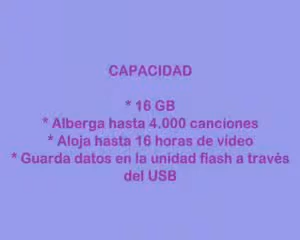 CAPACIDAD
* 16 GB
* Alberga hasta 4.000 canciones
* Aloja hasta 16 horas de vídeo
* Guarda datos en la unidad flash a través
del USB